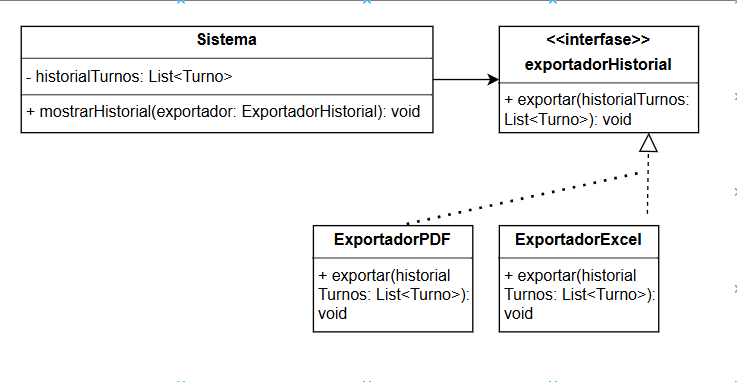 Sistema
- historialTurnos: List<Turno>
+ mostrarHistorial(exportador: ExportadorHistorial): void
<<interfase>>
exportadorHistorial
+ exportar(historialTurnos:
List<Turno>): void
ExportadorPDF
+ exportar(historial
Turnos: List<Turno>):
void
ExportadorExcel
+ exportar(historial
Turnos: List<Turno>):
void